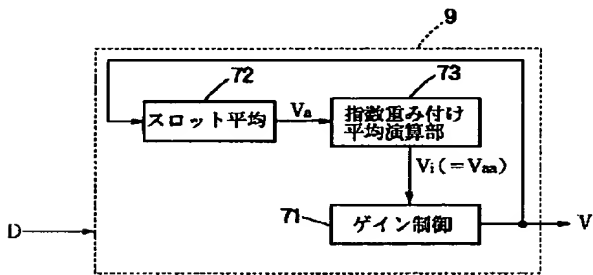 9
72
73
スロット平均
Va
指数重み付け
平均演算部
Vi(=Vaa)
D
71
ゲイン制御
V